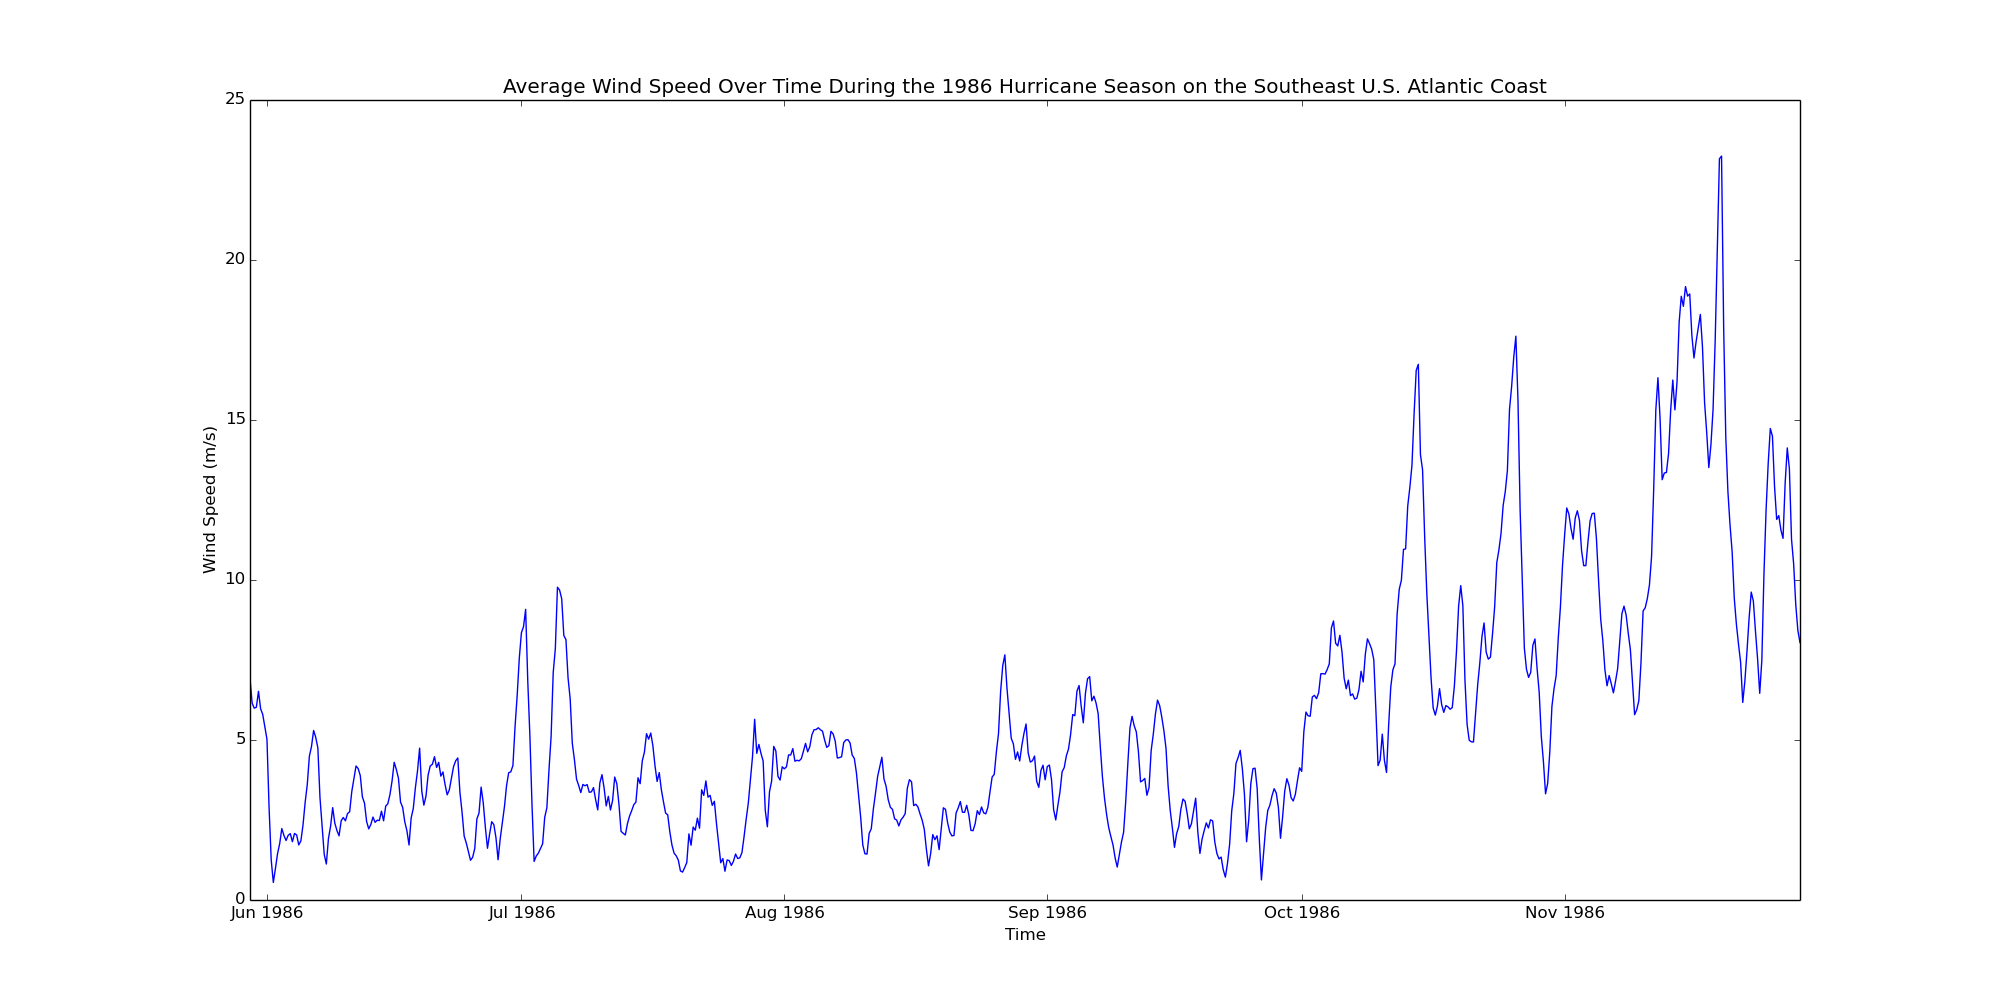 Average Wind Speed Over Time During the 1986 Hurricane Season on the Southeast U.S. Atlantic Coast
25
20
15
10
5
0
Wind Speed (m/s)
Jun 1986 Jul 1986 Aug 1986 Sep 1986 Oct 1986 Nov 1986
Time